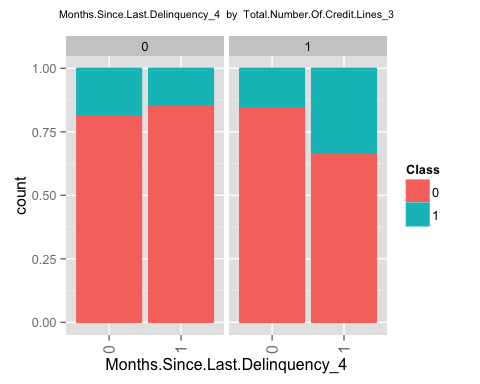 Months.Since.Last.Delinquency_4 by Total.Number.Of.Credit.Lines_3
0 1
1.00
0.75
0.50
0.25
0.00
count
0 1 0 1
Months.Since.Last.Delinquency_4
Class
0
1